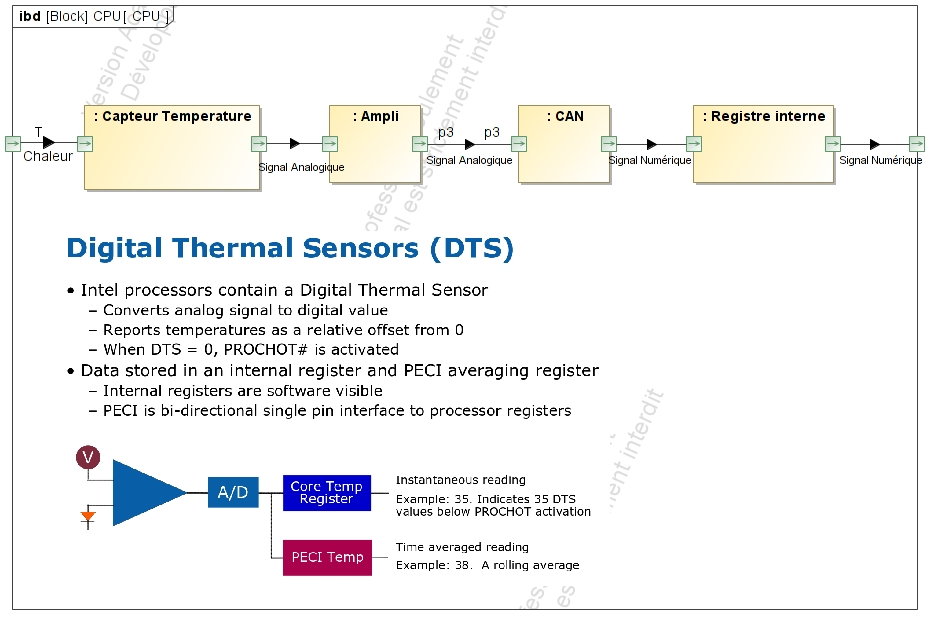 ibd [Block] CPU[ CPU ]
: Capteur Temperature
: Ampli
: CAN
: Registre interne
T
Chaleur
Signal Analogique
p3 p3
Signal Analogique
Signal Numérique
Signal Numérique
Digital Thermal Sensors (DTS)
• Intel processors contain a Digital Thermal Sensor
– Converts analog signal to digital value
– Reports temperatures as a relative offset from 0
– When DTS = 0, PROCHOT# is activated
• Data stored in an internal register and PECI averaging register
– Internal registers are software visible
– PECI is bi-directional single pin interface to processor registers
V
A/D
Core Temp
Register
Instantaneous reading
Example: 35. Indicates 35 DTS
values below PROCHOT activation
PECI Temp
Time averaged reading
Example: 38. A rolling average
est strictement interdit
interdit